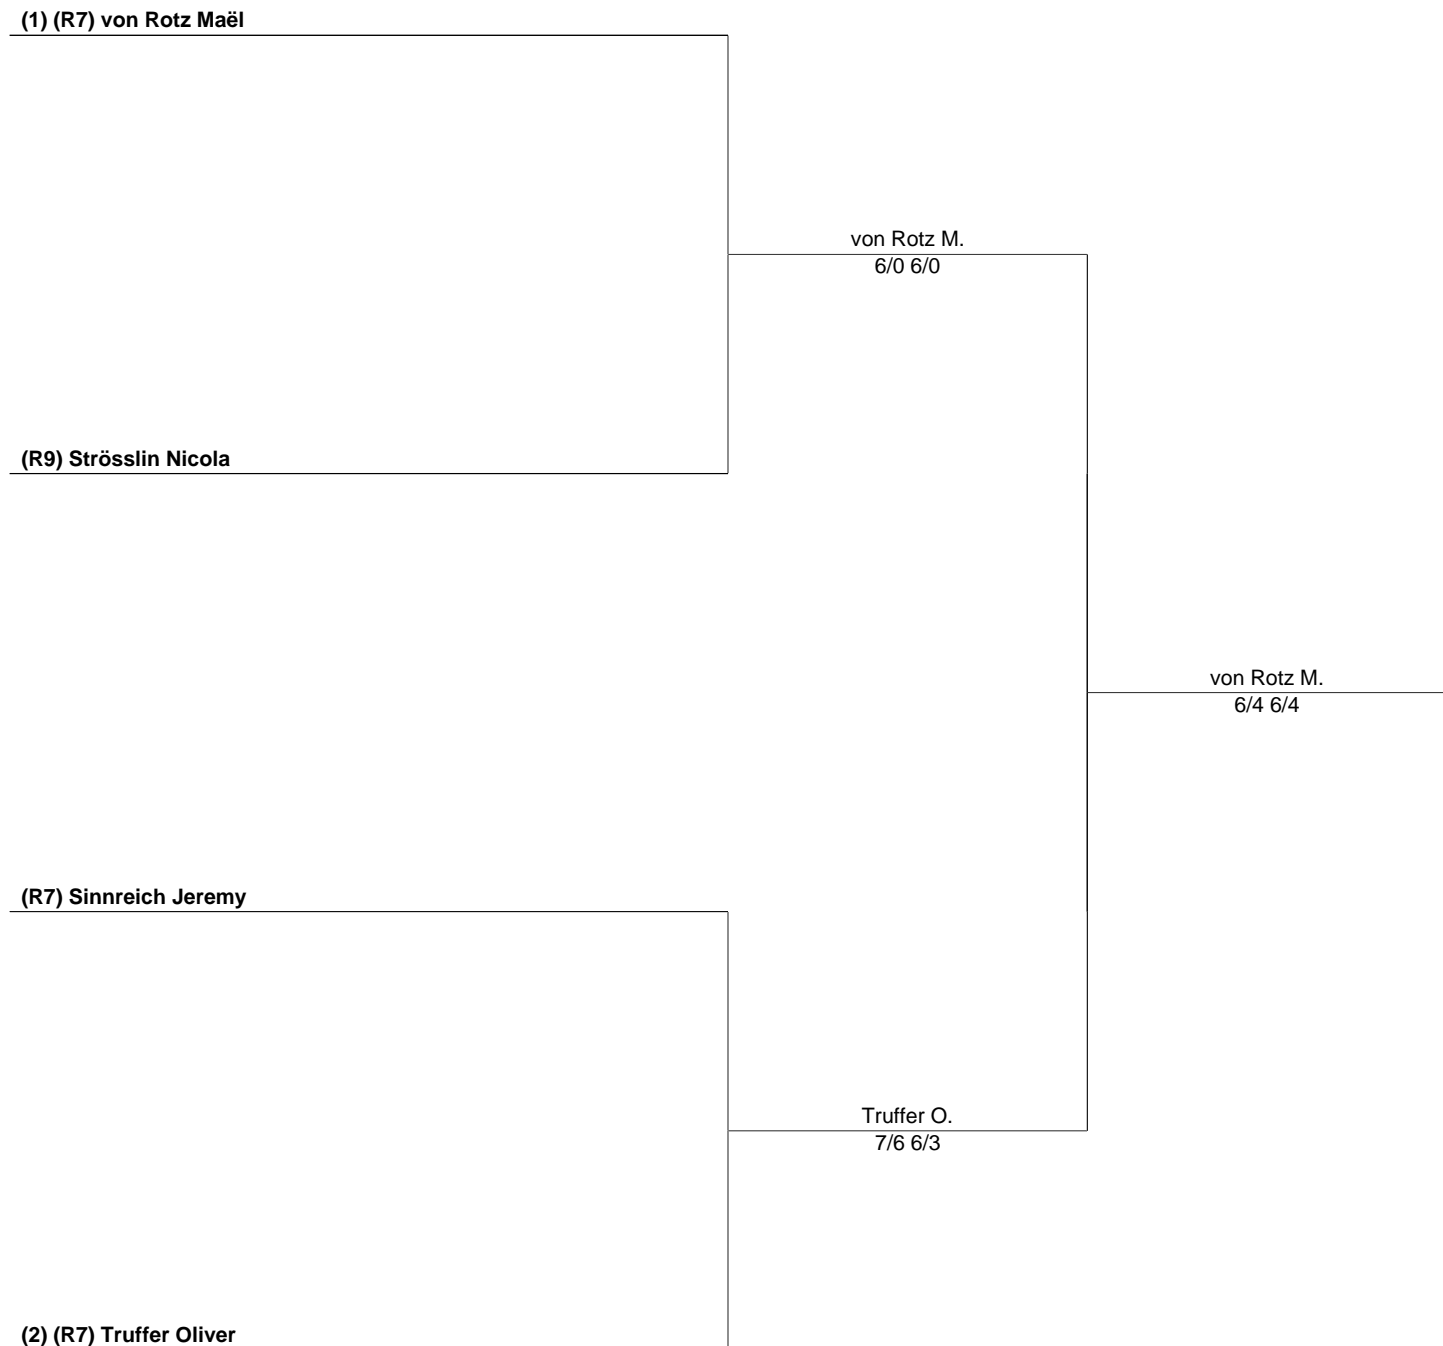 (1) (R7) von Rotz Maël
von Rotz M.
6/0 6/0
(R9) Strösslin Nicola
von Rotz M.
6/4 6/4
(R7) Sinnreich Jeremy
Truffer O.
7/6 6/3
(2) (R7) Truffer Oliver